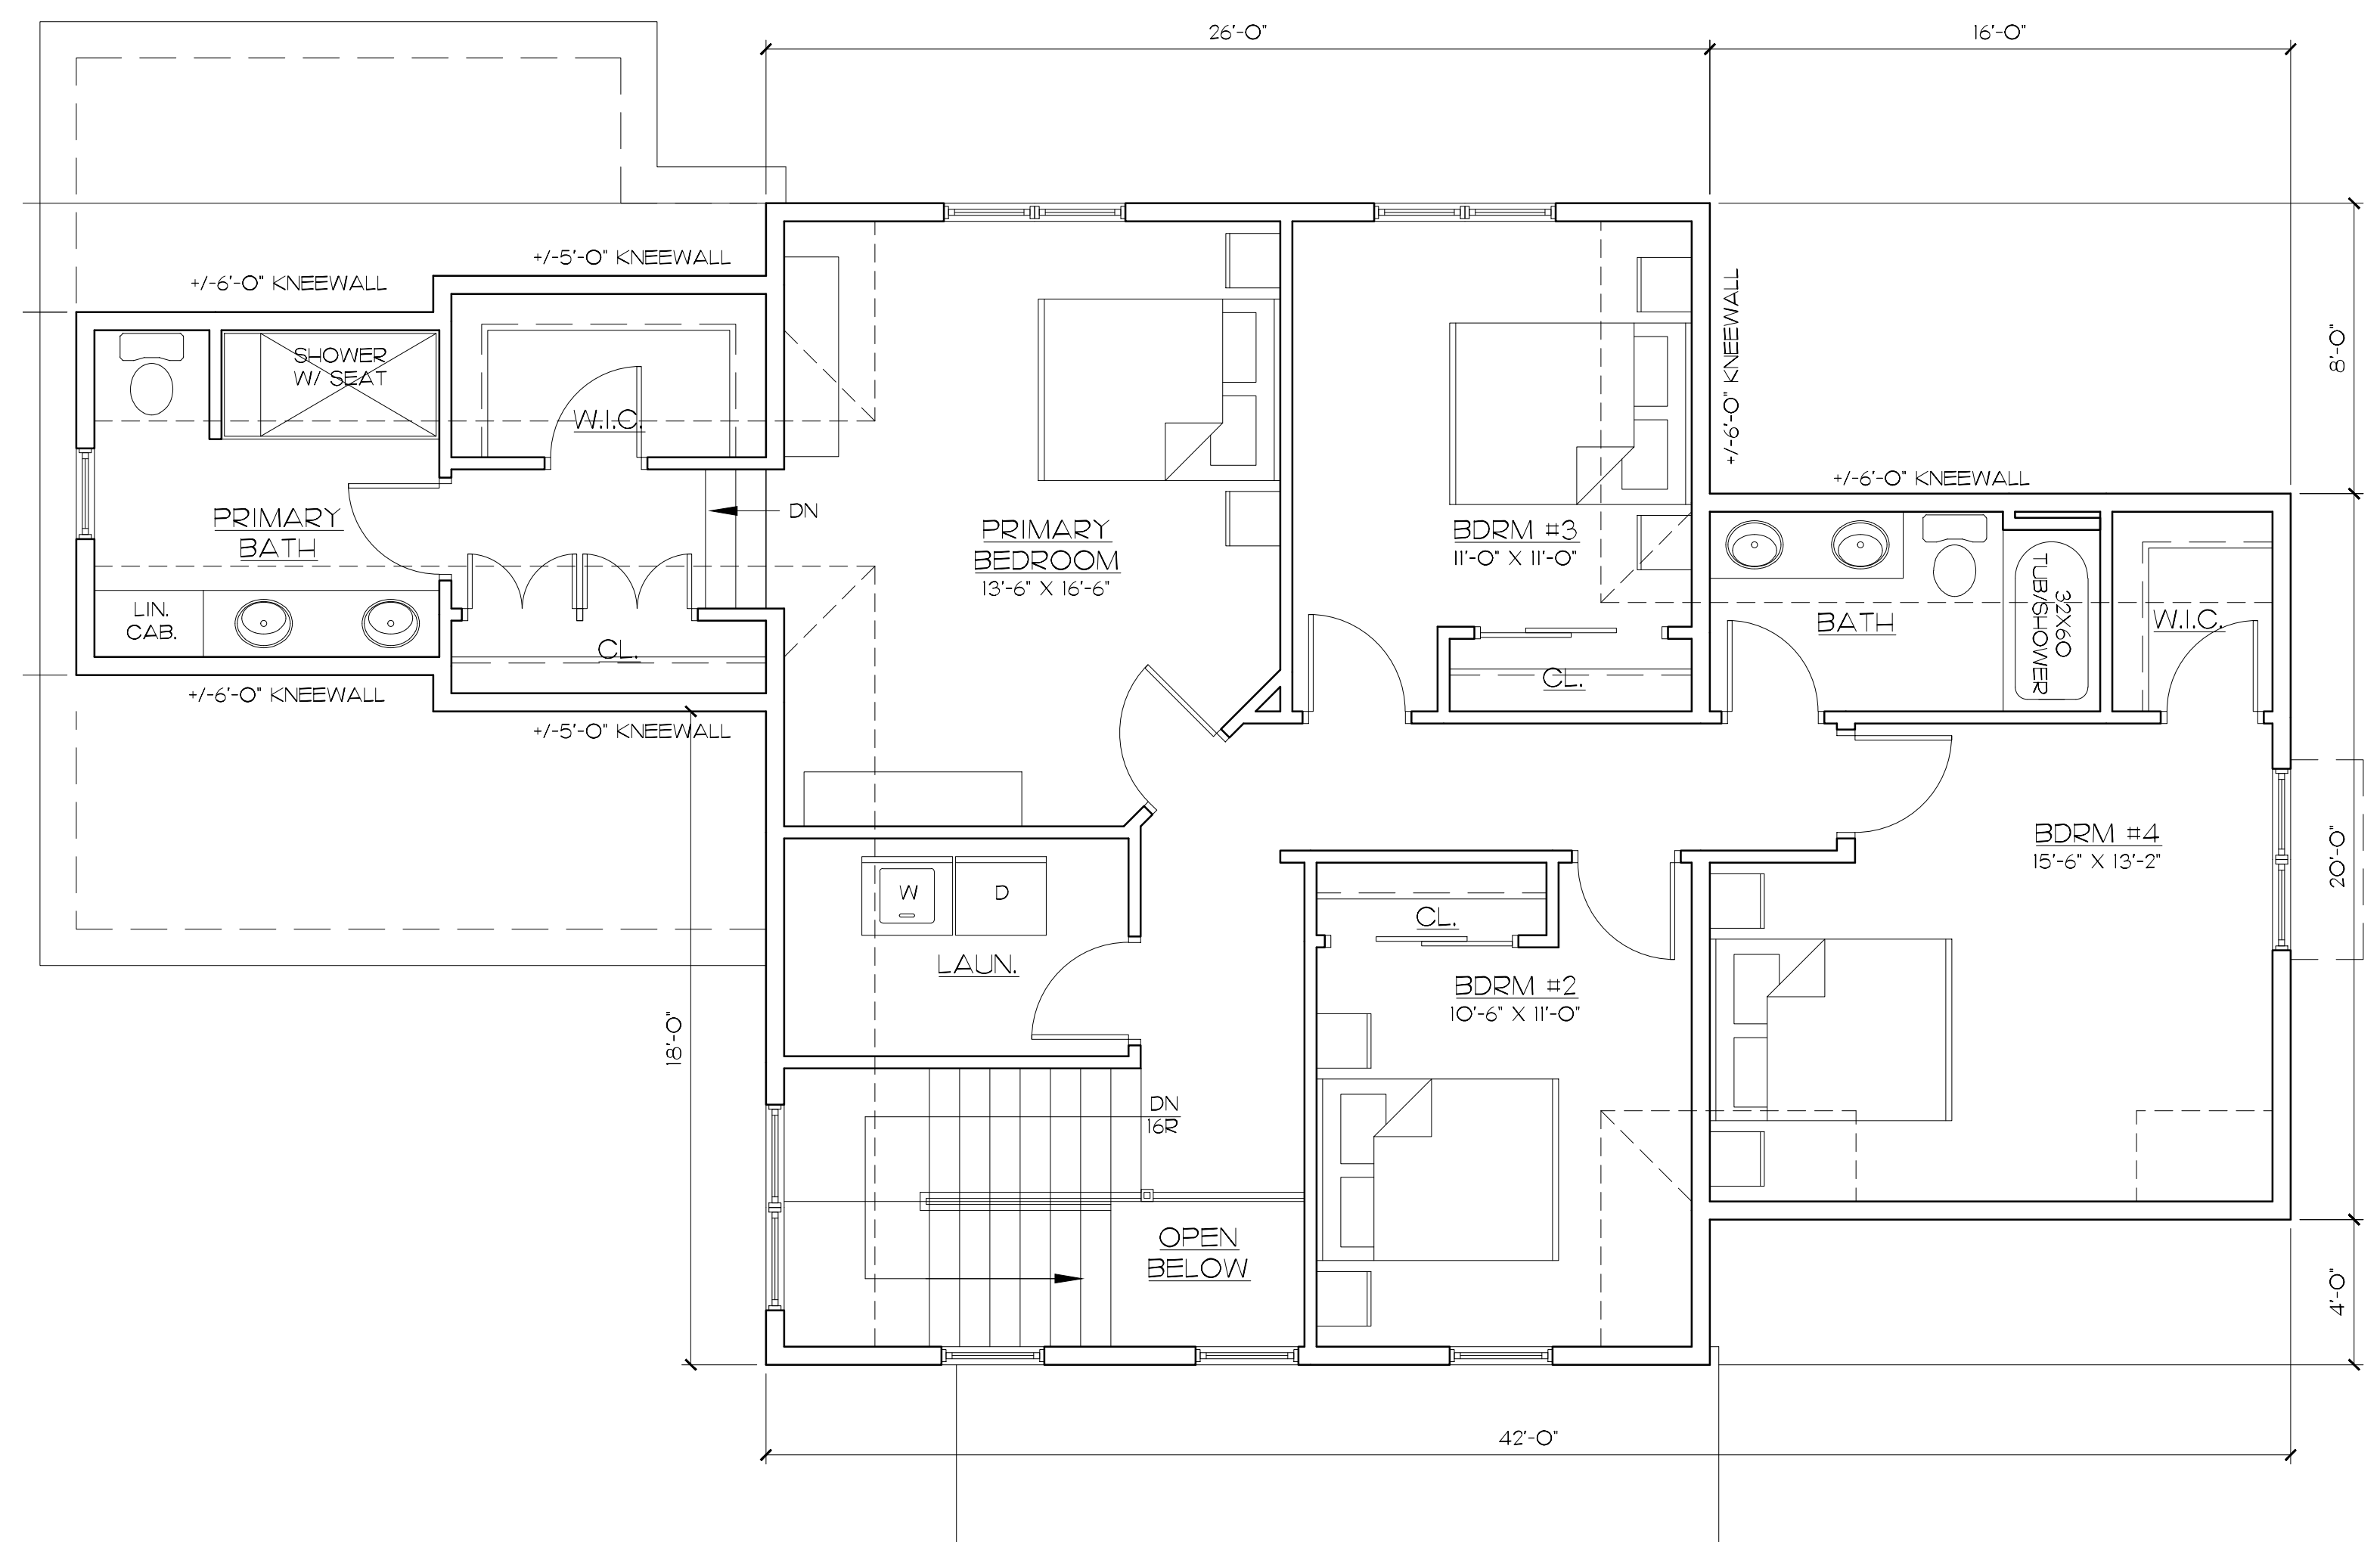 26'-0"
16'-0"
+/-5'-0" KNEEWALL
+/-6'-0" KNEEWALL
+/-6'-0" KNEEWALL
8'-0"
SHOWER
W/ SEAT
W.I.C.
+/-6'-0" KNEEWALL
DN
PRIMARY
BATH
PRIMARY
BEDROOM
13'-6" X 16'-6"
BDRM #3
11'-0" X 11'-0"
LIN.
CAB.
BATH
32X60
TUB/SHOWER
W.I.C.
CL.
CL.
+/-6'-0" KNEEWALL
+/-5'-0" KNEEWALL
BDRM #4
15'-6" X 13'-2"
20'-0"
W
D
CL.
LAUN.
BDRM #2
10'-6" X 11'-0"
18'-0"
DN
16R
OPEN
BELOW
4'-0"
42'-0"